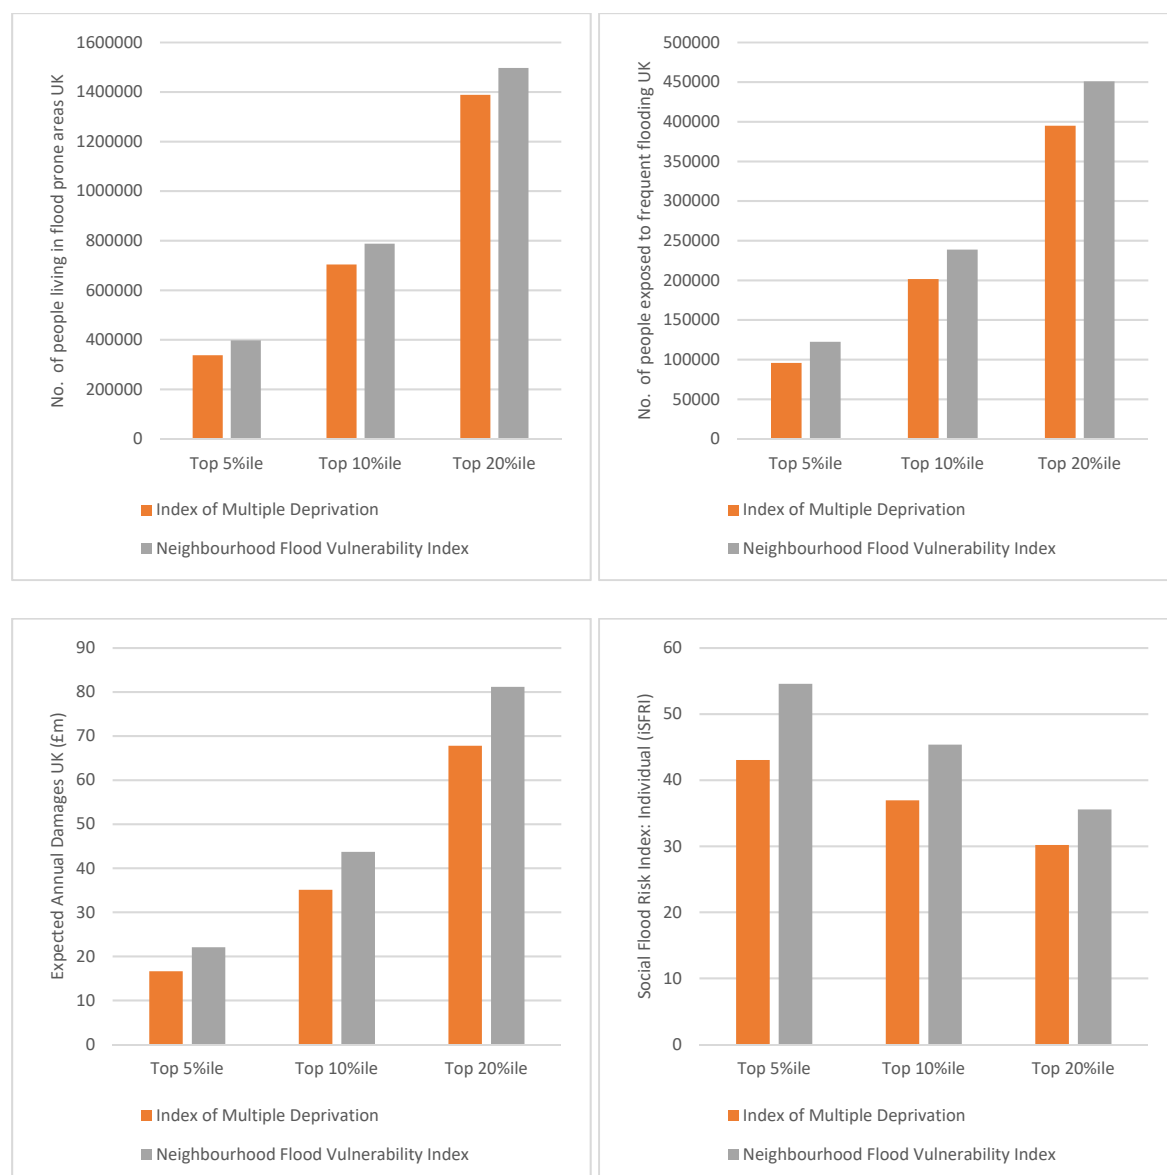 No. of people living in flood prone areas UK
1600000
1400000
1200000
1000000
800000
600000
400000
200000
0
Top 5%ile
Top 10%ile
Top 20%ile
Index of Multiple Deprivation
Neighbourhood Flood Vulnerability Index
No. of people exposed to frequent flooding UK
500000
450000
400000
350000
300000
250000
200000
150000
100000
50000
0
Top 5%ile
Top 10%ile
Top 20%ile
Index of Multiple Deprivation
Neighbourhood Flood Vulnerability Index
Expected Annual Damages UK (£m)
90
80
70
60
50
40
30
20
10
0
Top 5%ile
Top 10%ile
Top 20%ile
Index of Multiple Deprivation
Neighbourhood Flood Vulnerability Index
Social Flood Risk Index: Individual (iSFRI)
60
50
40
30
20
10
0
Top 5%ile
Top 10%ile
Top 20%ile
Index of Multiple Deprivation
Neighbourhood Flood Vulnerability Index